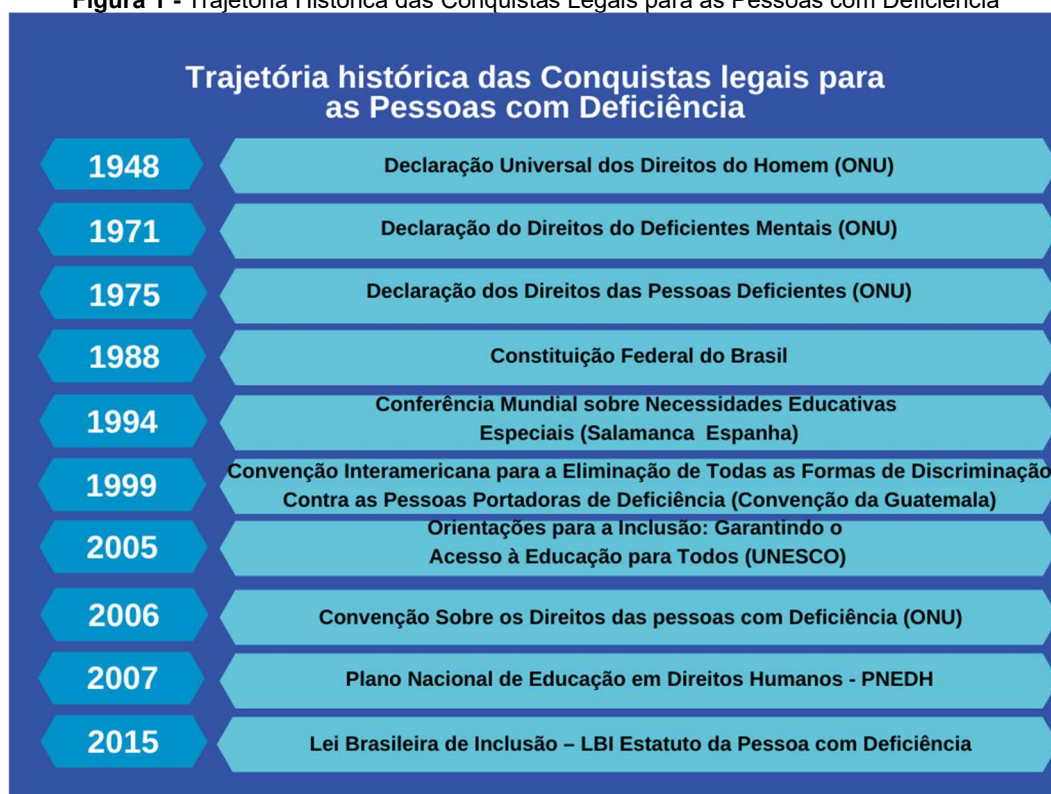 Figura 1 - Trajetória Histórica das Conquistas Legais para as Pessoas com Deficiência
Trajetória histórica das Conquistas legais para
as Pessoas com Deficiência
1948
Declaração Universal dos Direitos do Homem (ONU)
1971
Declaração do Direitos do Deficientes Mentais (ONU)
1975
Declaração dos Direitos das Pessoas Deficientes (ONU)
1988
Constituição Federal do Brasil
1994
Conferência Mundial sobre Necessidades Educativas
Especiais (Salamanca Espanha)
1999
Convenção Interamericana para a Eliminação de Todas as Formas de Discriminação
Contra as Pessoas Portadoras de Deficiência (Convenção da Guatemala)
2005
Orientações para a Inclusão: Garantindo o
Acesso à Educação para Todos (UNESCO)
2006
Convenção Sobre os Direitos das pessoas com Deficiência (ONU)
2007
Plano Nacional de Educação em Direitos Humanos - PNEDH
2015
Lei Brasileira de Inclusão – LBI Estatuto da Pessoa com Deficiência